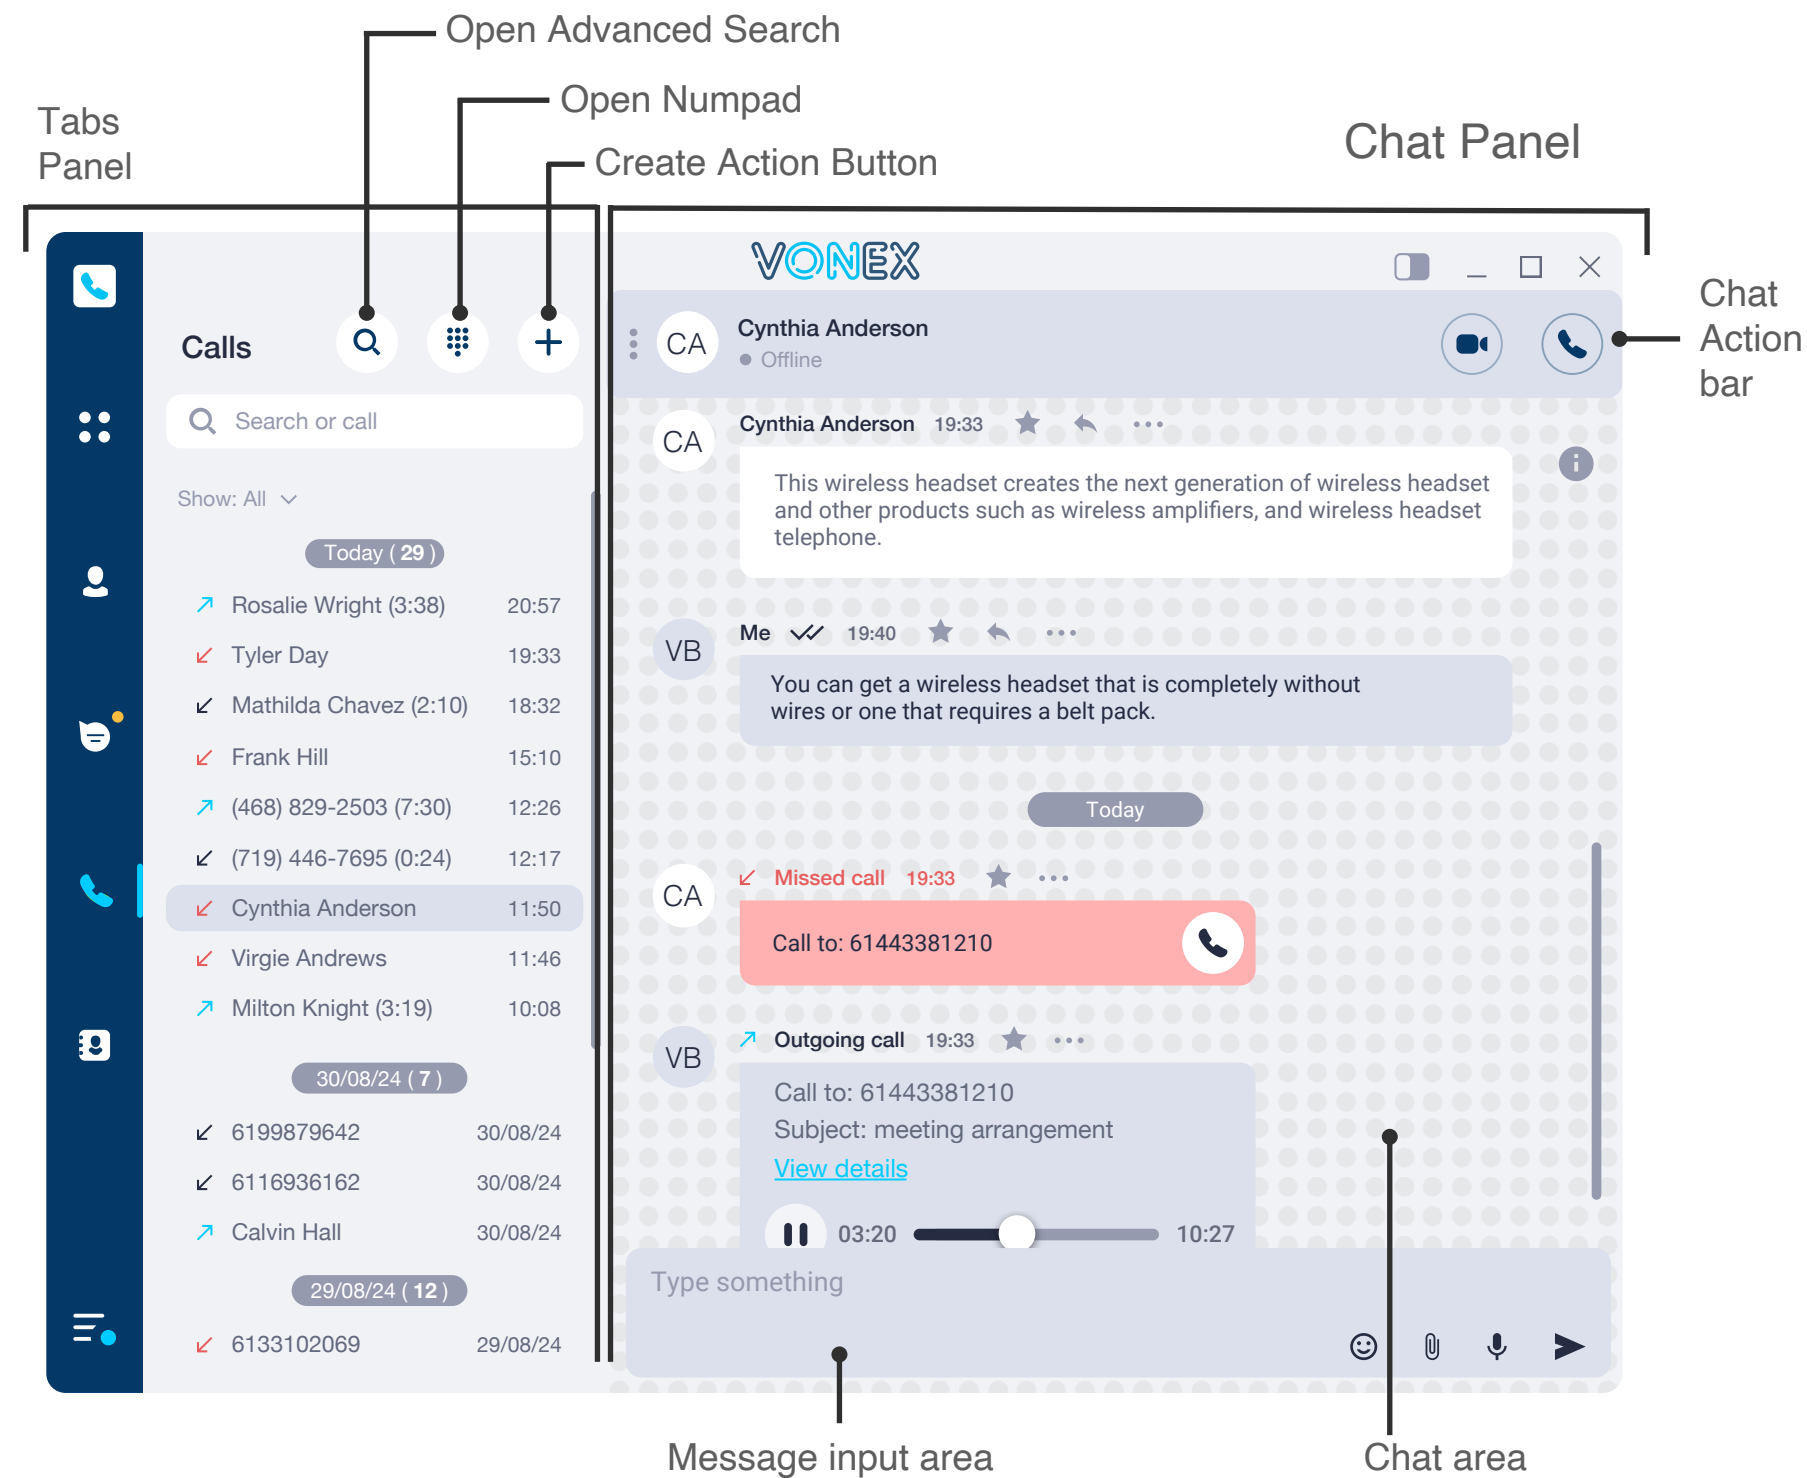 Open Advanced Search
Open Numpad
Create Action Button
Tabs
Panel
Chat Panel
Chat
Action
bar
VONEX
Calls
Search or call
Show: All
Today ( 29 )
Rosalie Wright (3:38) 20:57
Tyler Day 19:33
Mathilda Chavez (2:10) 18:32
Frank Hill 15:10
(468) 829-2503 (7:30) 12:26
(719) 446-7695 (0:24) 12:17
Cynthia Anderson 11:50
Virgie Andrews 11:46
Milton Knight (3:19) 10:08
30/08/24 ( 7 )
6199879642 30/08/24
6116936162 30/08/24
Calvin Hall 30/08/24
29/08/24 ( 12 )
6133102069 29/08/24
CA Cynthia Anderson
Offline
CA Cynthia Anderson 19:33
This wireless headset creates the next generation of wireless headset
and other products such as wireless amplifiers, and wireless headset
telephone.
VB Me 19:40
You can get a wireless headset that is completely without
wires or one that requires a belt pack.
Today
CA Missed call 19:33
Call to: 61443381210
VB Outgoing call 19:33
Call to: 61443381210
Subject: meeting arrangement
View details
03:20 10:27
Type something
Message input area
Chat area